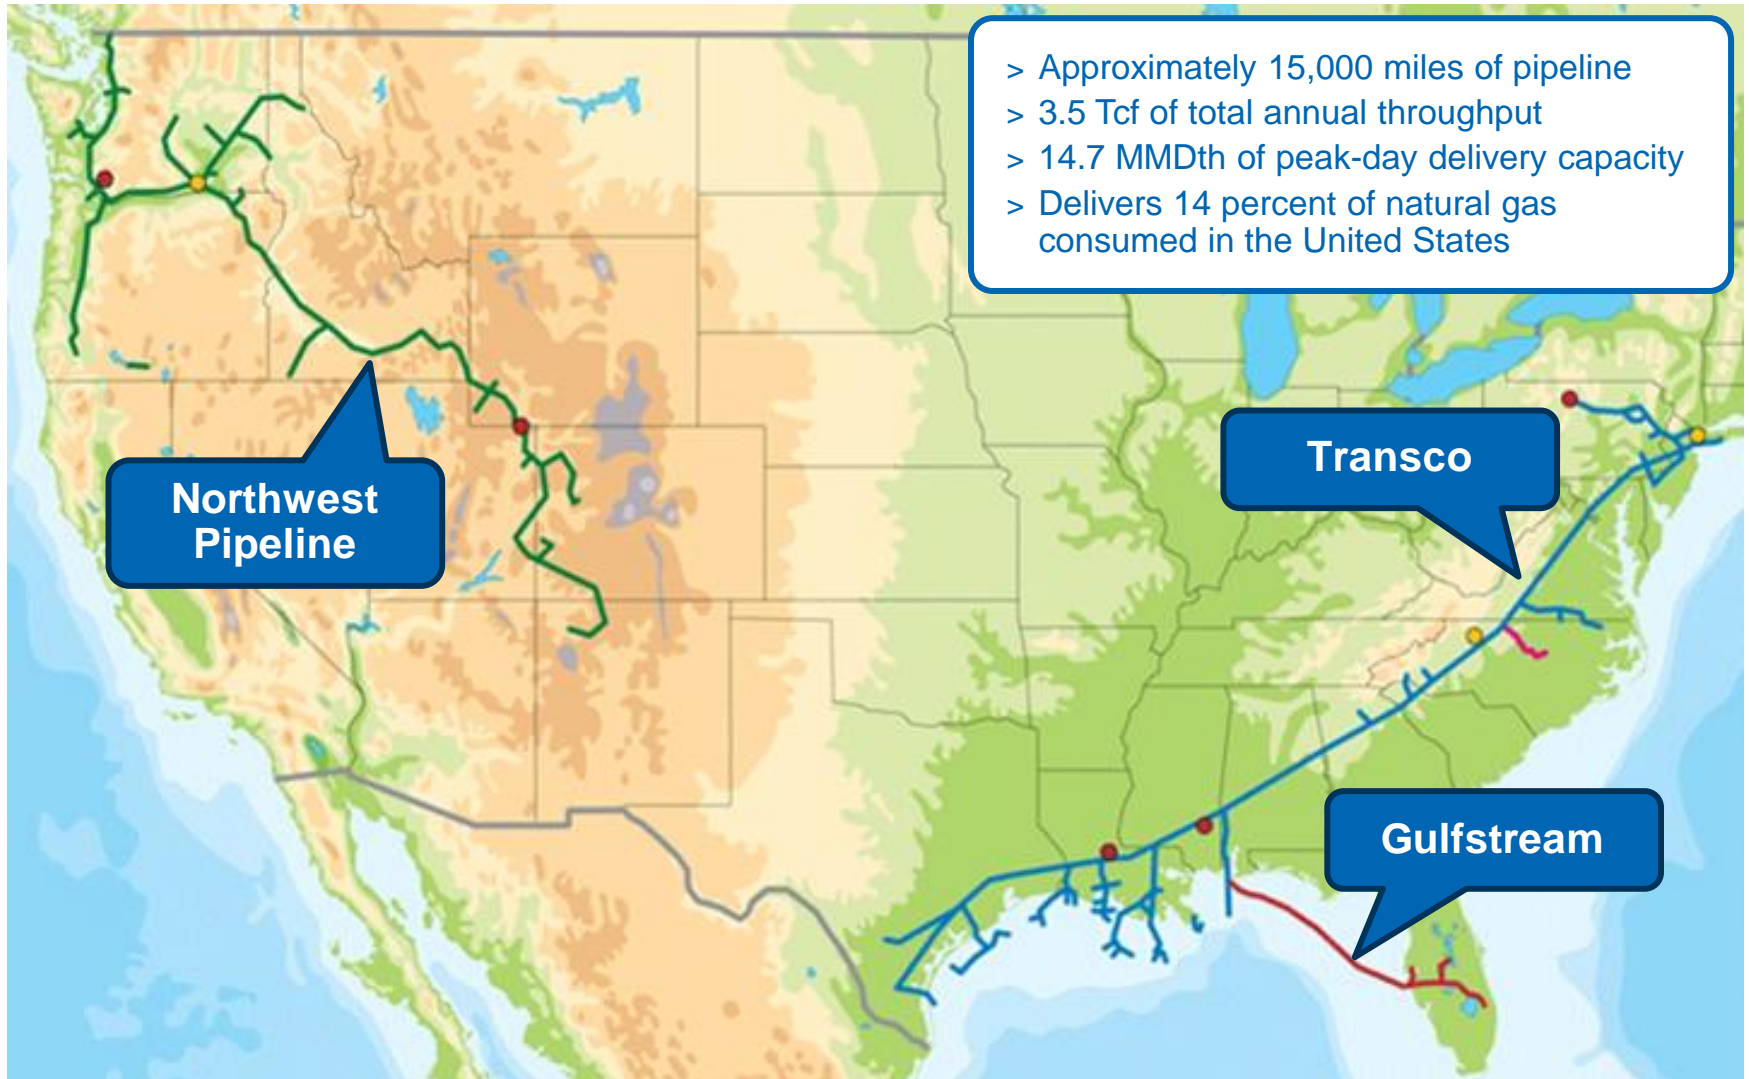 > Approximately 15,000 miles of pipeline
> 3.5 Tcf of total annual throughput
> 14.7 MMDth of peak-day delivery capacity
> Delivers 14 percent of natural gas
consumed in the United States
Transco
Northwest
Pipeline
Gulfstream